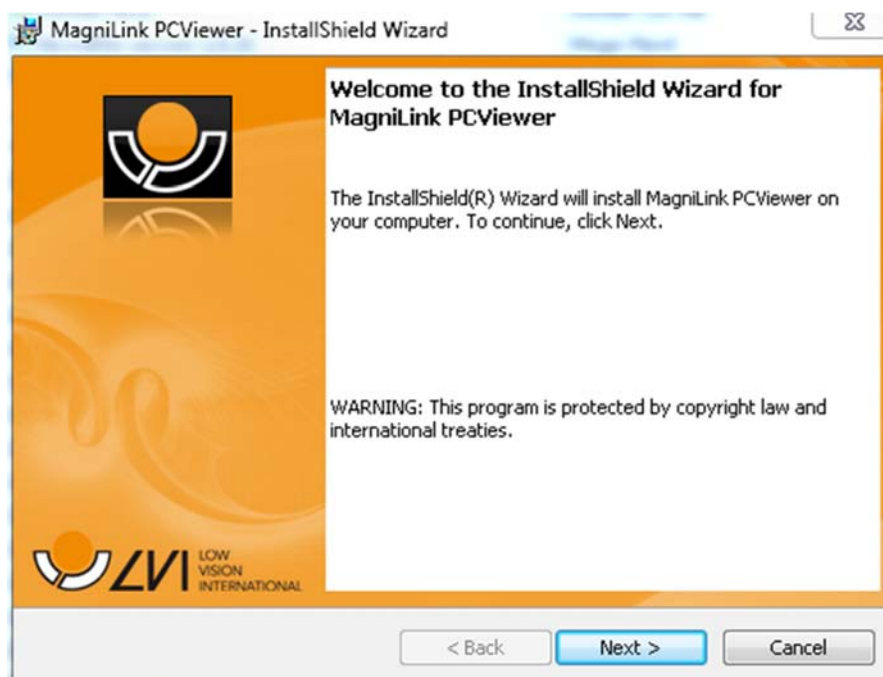 MagniLink PCViewer - InstallShield Wizard
Welcome to the InstallShield Wizard for
MagniLink PCViewer
The InstallShield(R) Wizard will install MagniLink PCViewer on
your computer. To continue, click Next.
WARNING: This program is protected by copyright law and
international treaties.
LVI LOW
VISION
INTERNATIONAL
< Back Next > Cancel